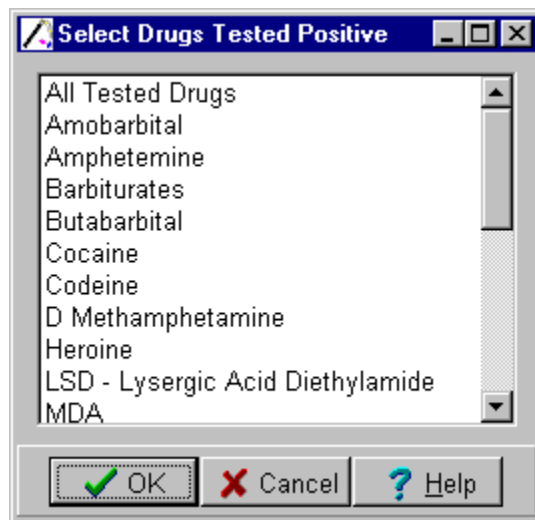 Select Drugs Tested Positive
All Tested Drugs
Amobarbital
Amphetemine
Barbiturates
Butabarbital
Cocaine
Codeine
D Methamphetamine
Heroine
LSD - Lysergic Acid Diethylamide
MDA
OK Cancel Help